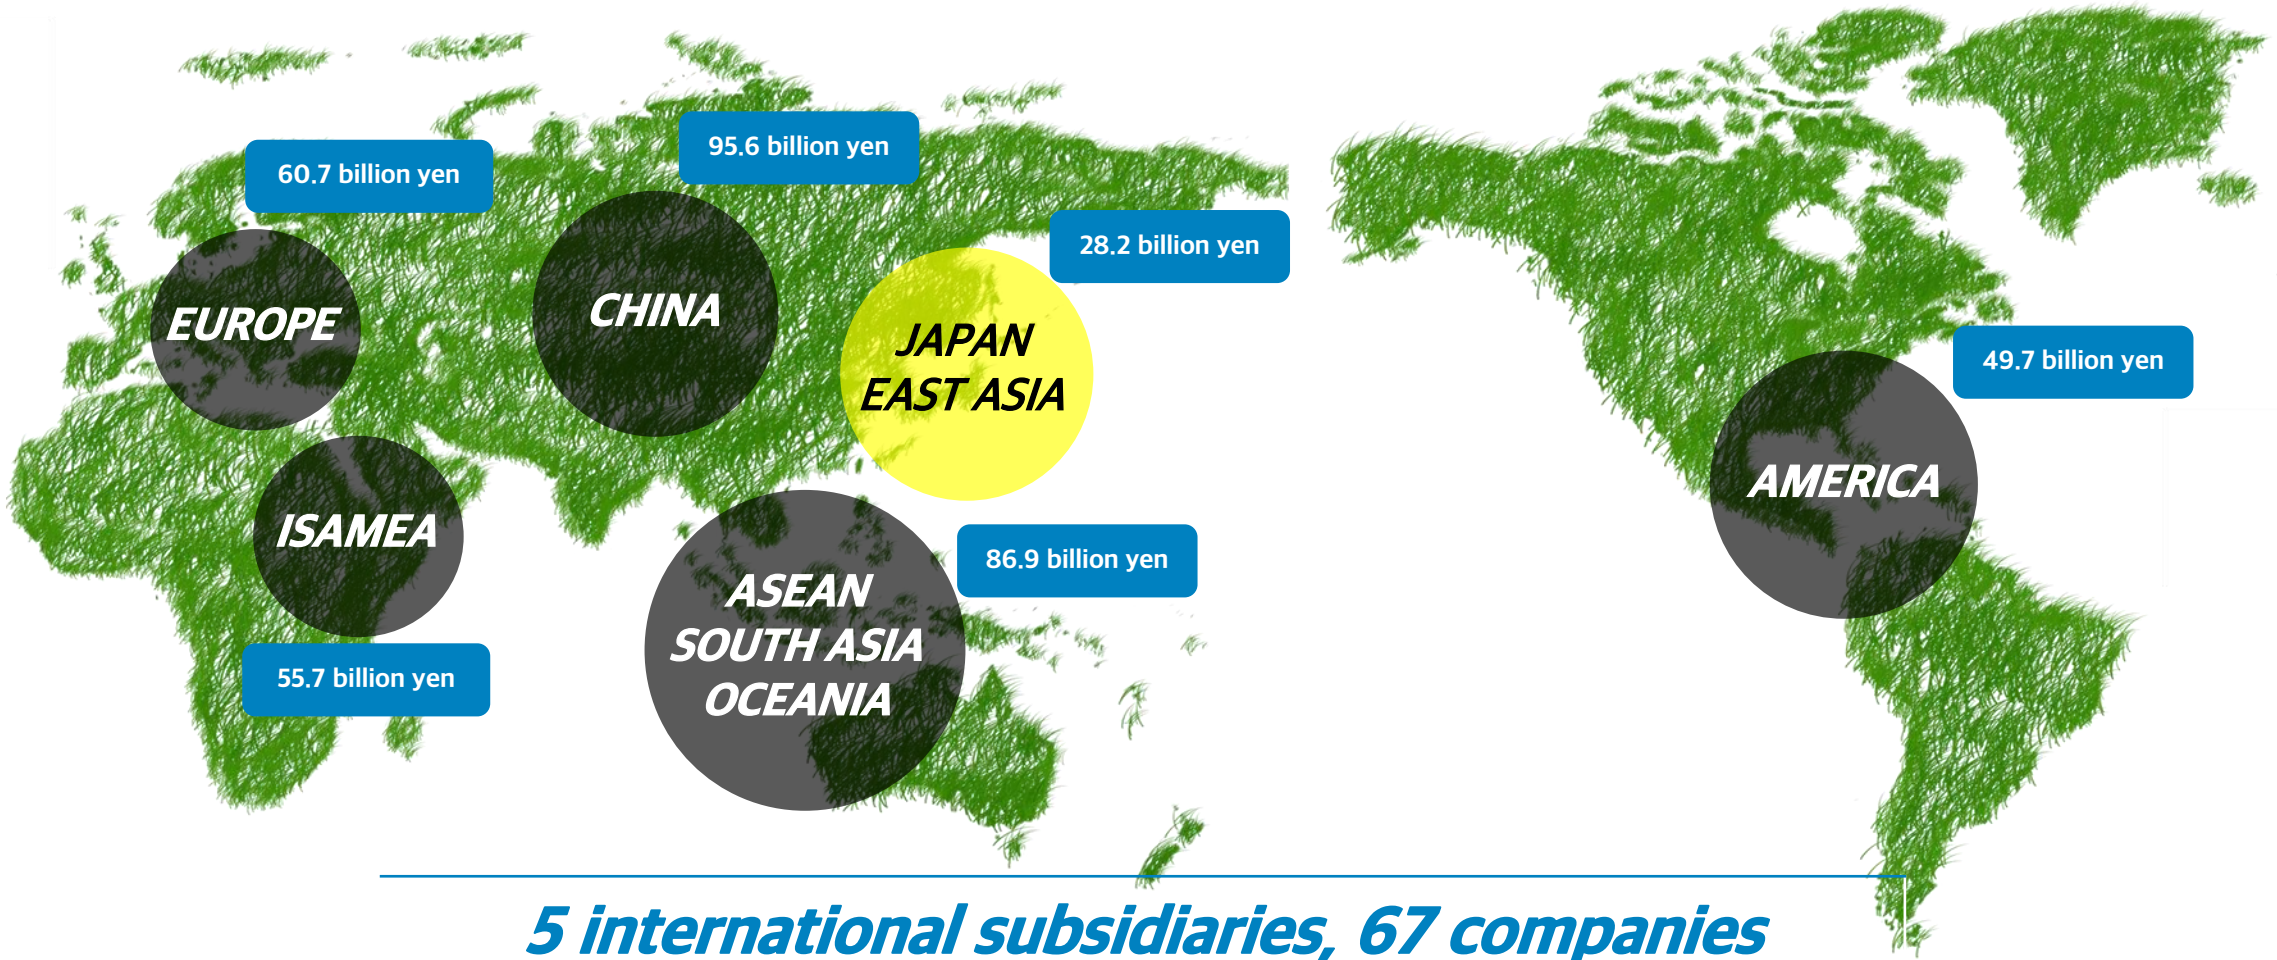 95.6 billion yen
60.7 billion yen
28.2 billion yen
EUROPE
CHINA
JAPAN
EAST ASIA
49.7 billion yen
AMERICA
ISAMEA
86.9 billion yen
ASEAN
SOUTH ASIA
OCEANIA
55.7 billion yen
5 international subsidiaries, 67 companies